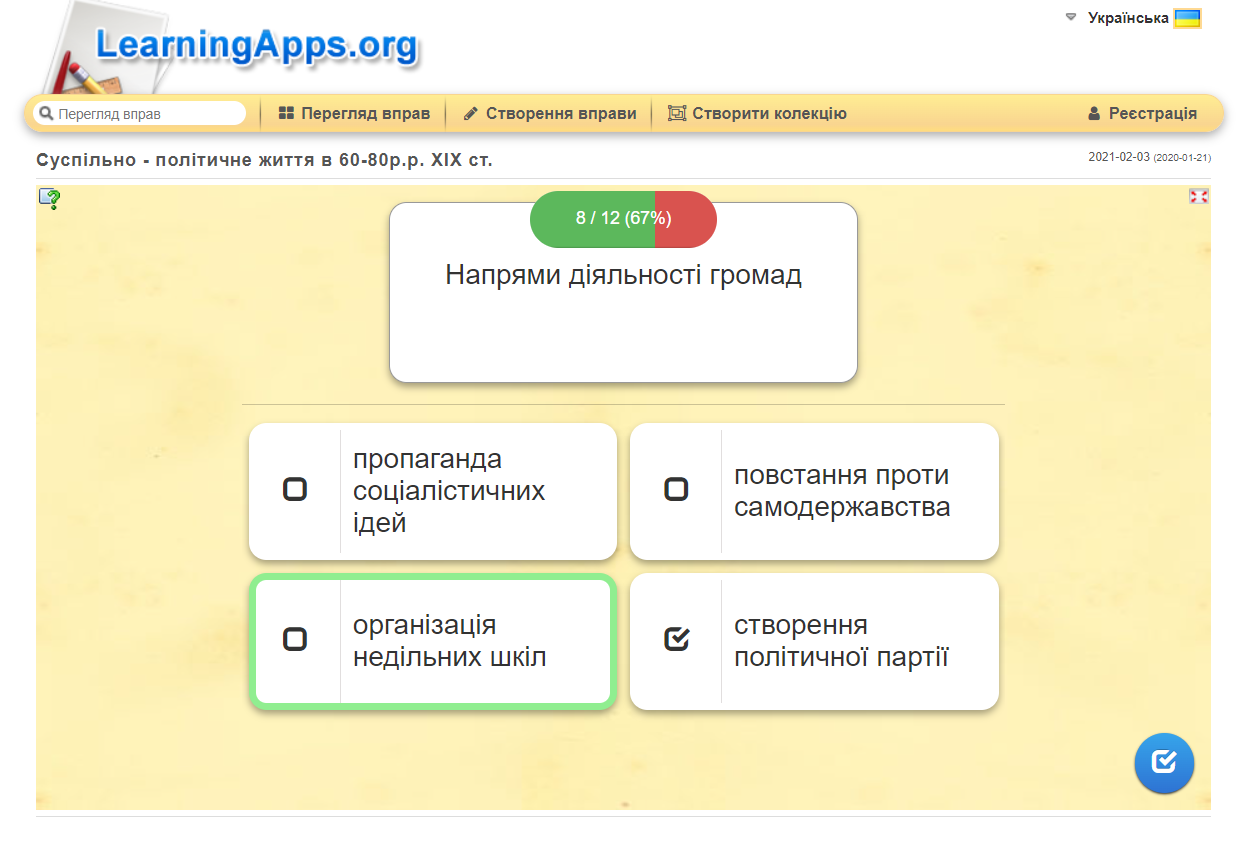 Українська
LearningApps.org
Перегляд вправ
Перегляд вправ
Створення вправи
Створити колекцію
Реєстрація
Суспільно - політичне життя в 60-80р.р. ХІХ ст.
2021-02-03 (2020-01-21)
8 / 12 (67%)
Напрями діяльності громад
пропаганда
соціалістичних
ідей
повстання проти
самодержавства
організація
недільних шкіл
створення
політичної партії